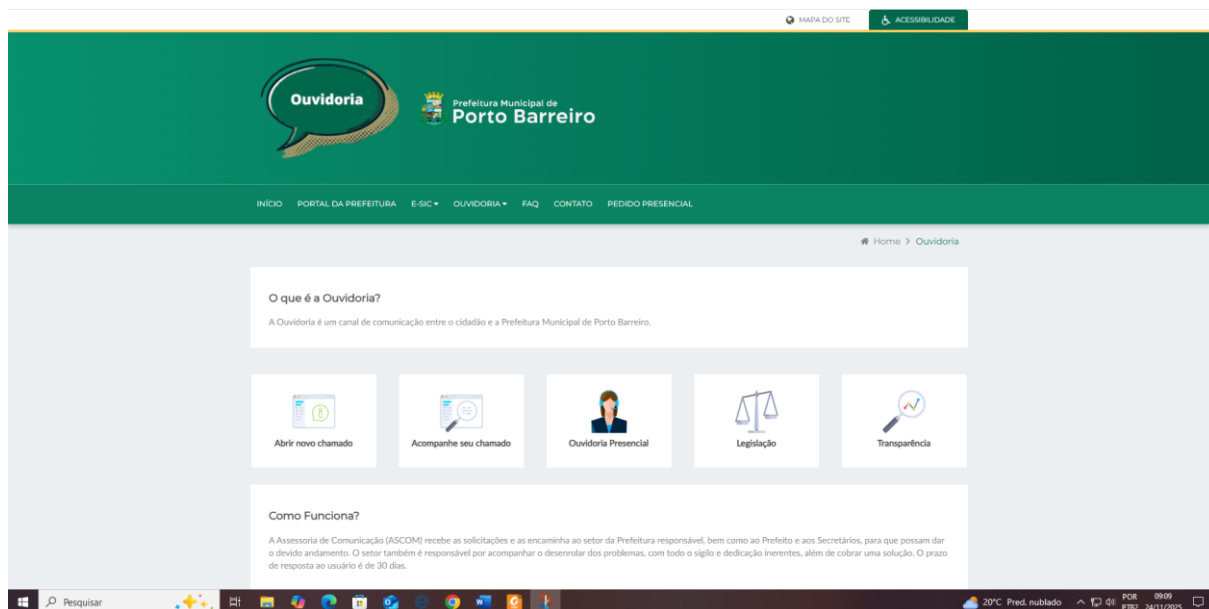 MAPA DO SITE
ACESSIBILIDADE
Ouvidoria
Prefeitura Municipal de
Porto Barreiro
INÍCIO PORTAL DA PREFEITURA E-SIC OUVIDORIA FAQ CONTATO PEDIDO PRESENCIAL
Home > Ouvidoria
O que é a Ouvidoria?
A Ouvidoria é um canal de comunicação entre o cidadão e a Prefeitura Municipal de Porto Barreiro.
Abrir novo chamado
Acompanhe seu chamado
Ouvidoria Presencial
Legislação
Transparência
Como Funciona?
A Assessoria de Comunicação (ASCOM) recebe as solicitações e as encaminha ao setor da Prefeitura responsável, bem como ao Prefeito e aos Secretários, para que possam dar
o devido andamento. O setor também é responsável por acompanhar o desenrolar dos problemas, com todo o sigilo e dedicação inerentes, além de cobrar uma solução. O prazo
de resposta ao usuário é de 30 dias.
Pesquisar
20°C Pred. nublado
POR
PTB2
09:09
24/11/2025